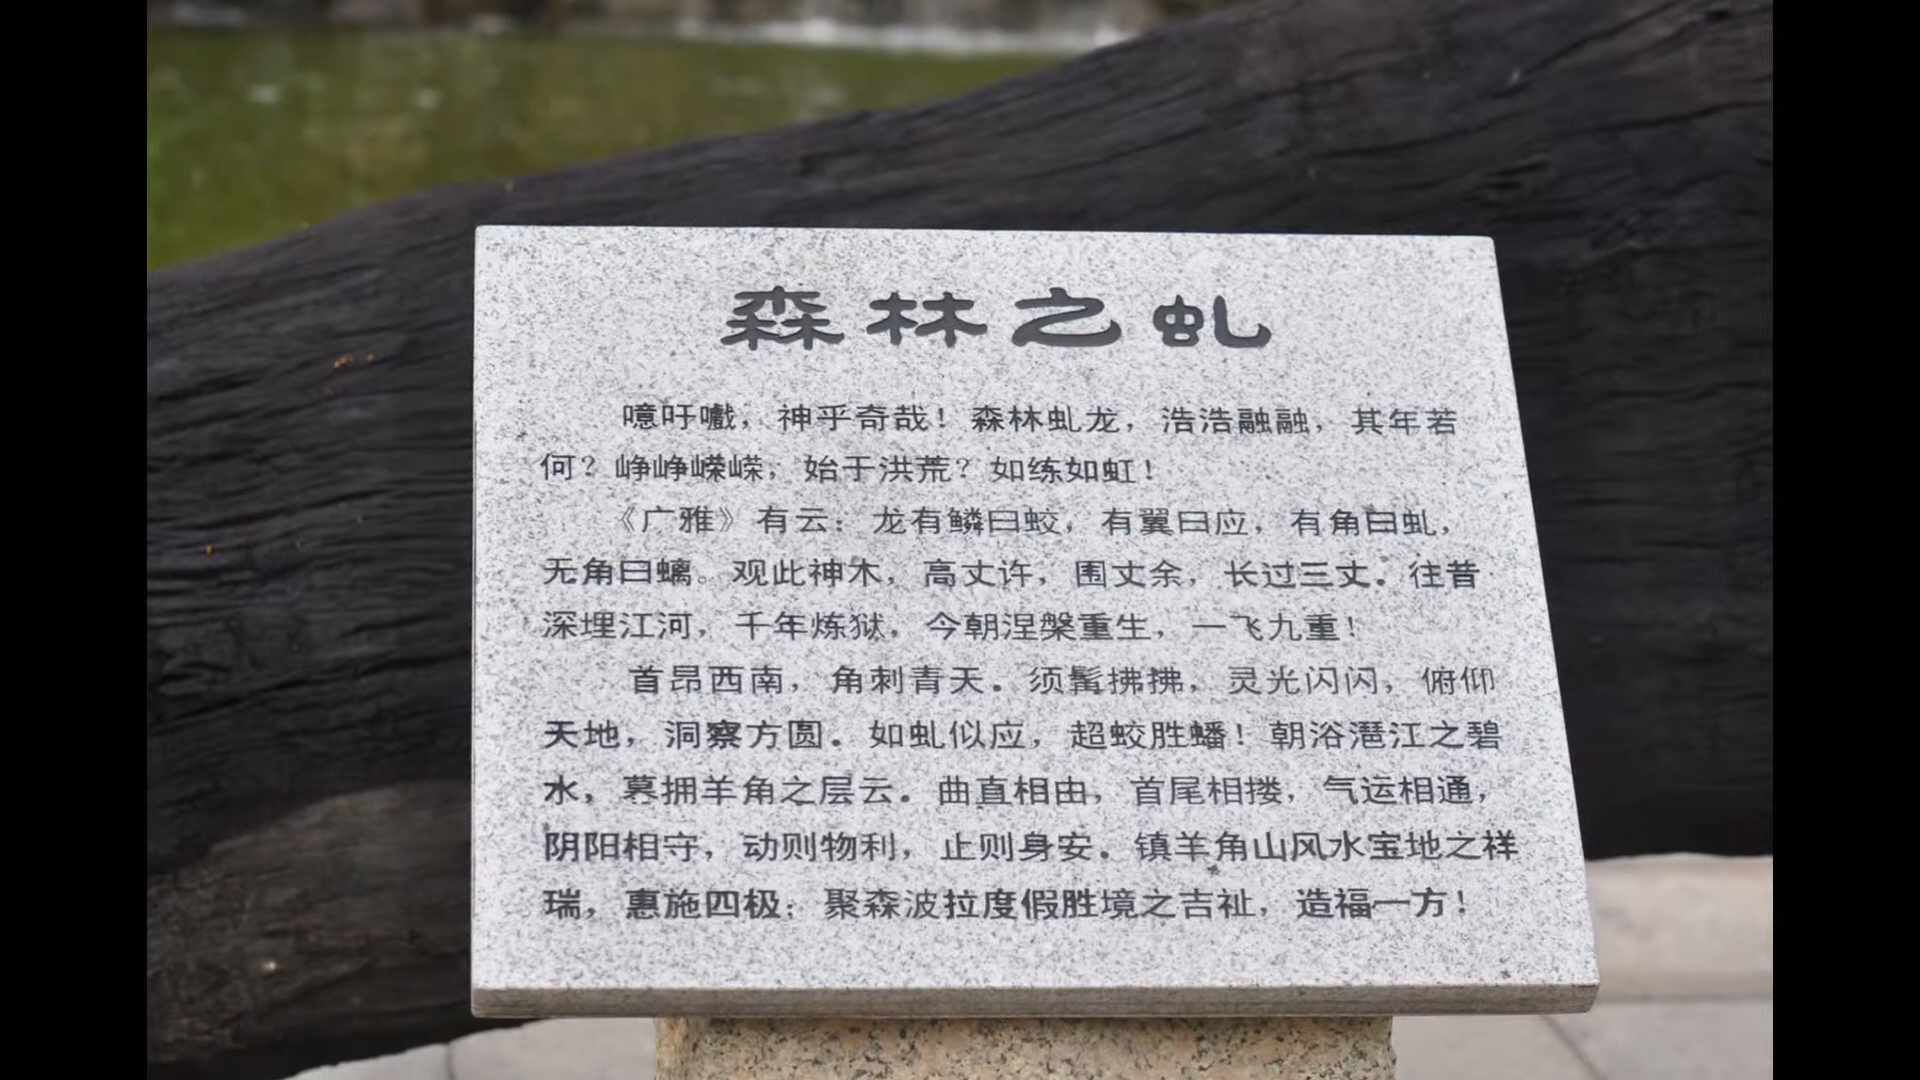 森林之虬
噫吁嚱，神乎奇哉！森林虬龙，浩浩融融，其年若
何？峥峥嵘嵘，始于洪荒？如练如虹！
《广雅》有云：龙有鳞曰蛟，有翼曰应，有角曰虬，
无角曰螭。观此神木，高丈许，围丈余，长过三丈。往昔
深埋江河，千年炼狱，今朝涅槃重生，一飞九重！
首昂西南，角刺青天。须髯拂拂，灵光闪闪，俯仰
天地，洞察方圆。如虬似应，超蛟胜蟠！朝浴潖江之碧
水，暮拥羊角之层云。曲直相由，首尾相搂，气运相通，
阴阳相守，动则物利，止则身安。镇羊角山风水宝地之祥
瑞，惠施四极；聚森波拉度假胜境之吉祉，造福一方！